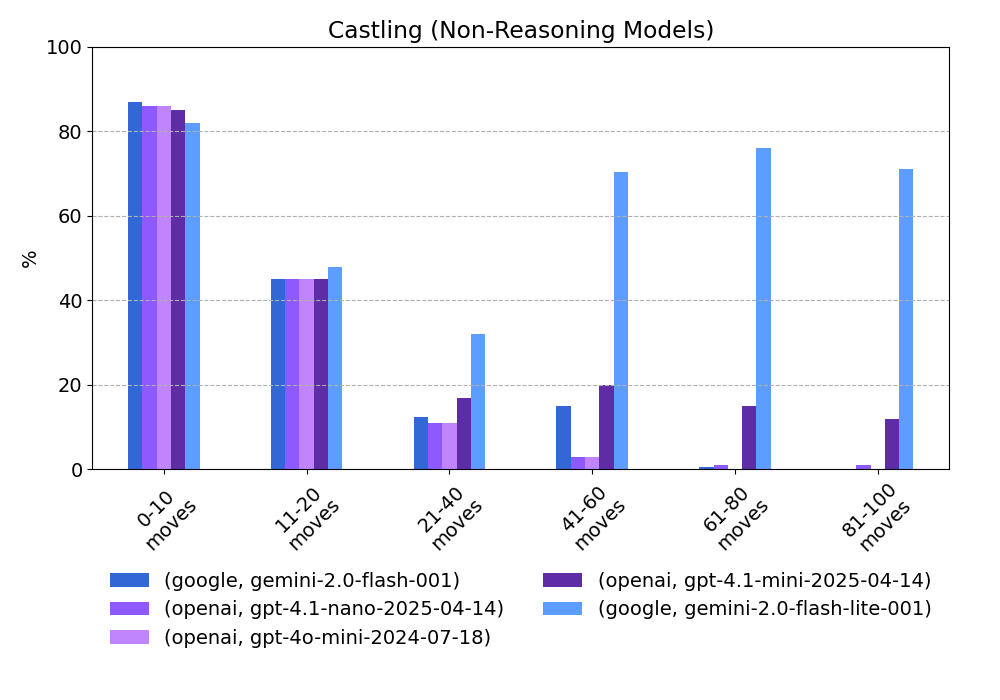 Castling (Non-Reasoning Models)
100
80
60
40
20
0
%
0-10
moves
11-20
moves
21-40
moves
41-60
moves
61-80
moves
81-100
moves
(google, gemini-2.0-flash-001)
(openai, gpt-4.1-nano-2025-04-14)
(openai, gpt-4o-mini-2024-07-18)
(openai, gpt-4.1-mini-2025-04-14)
(google, gemini-2.0-flash-lite-001)